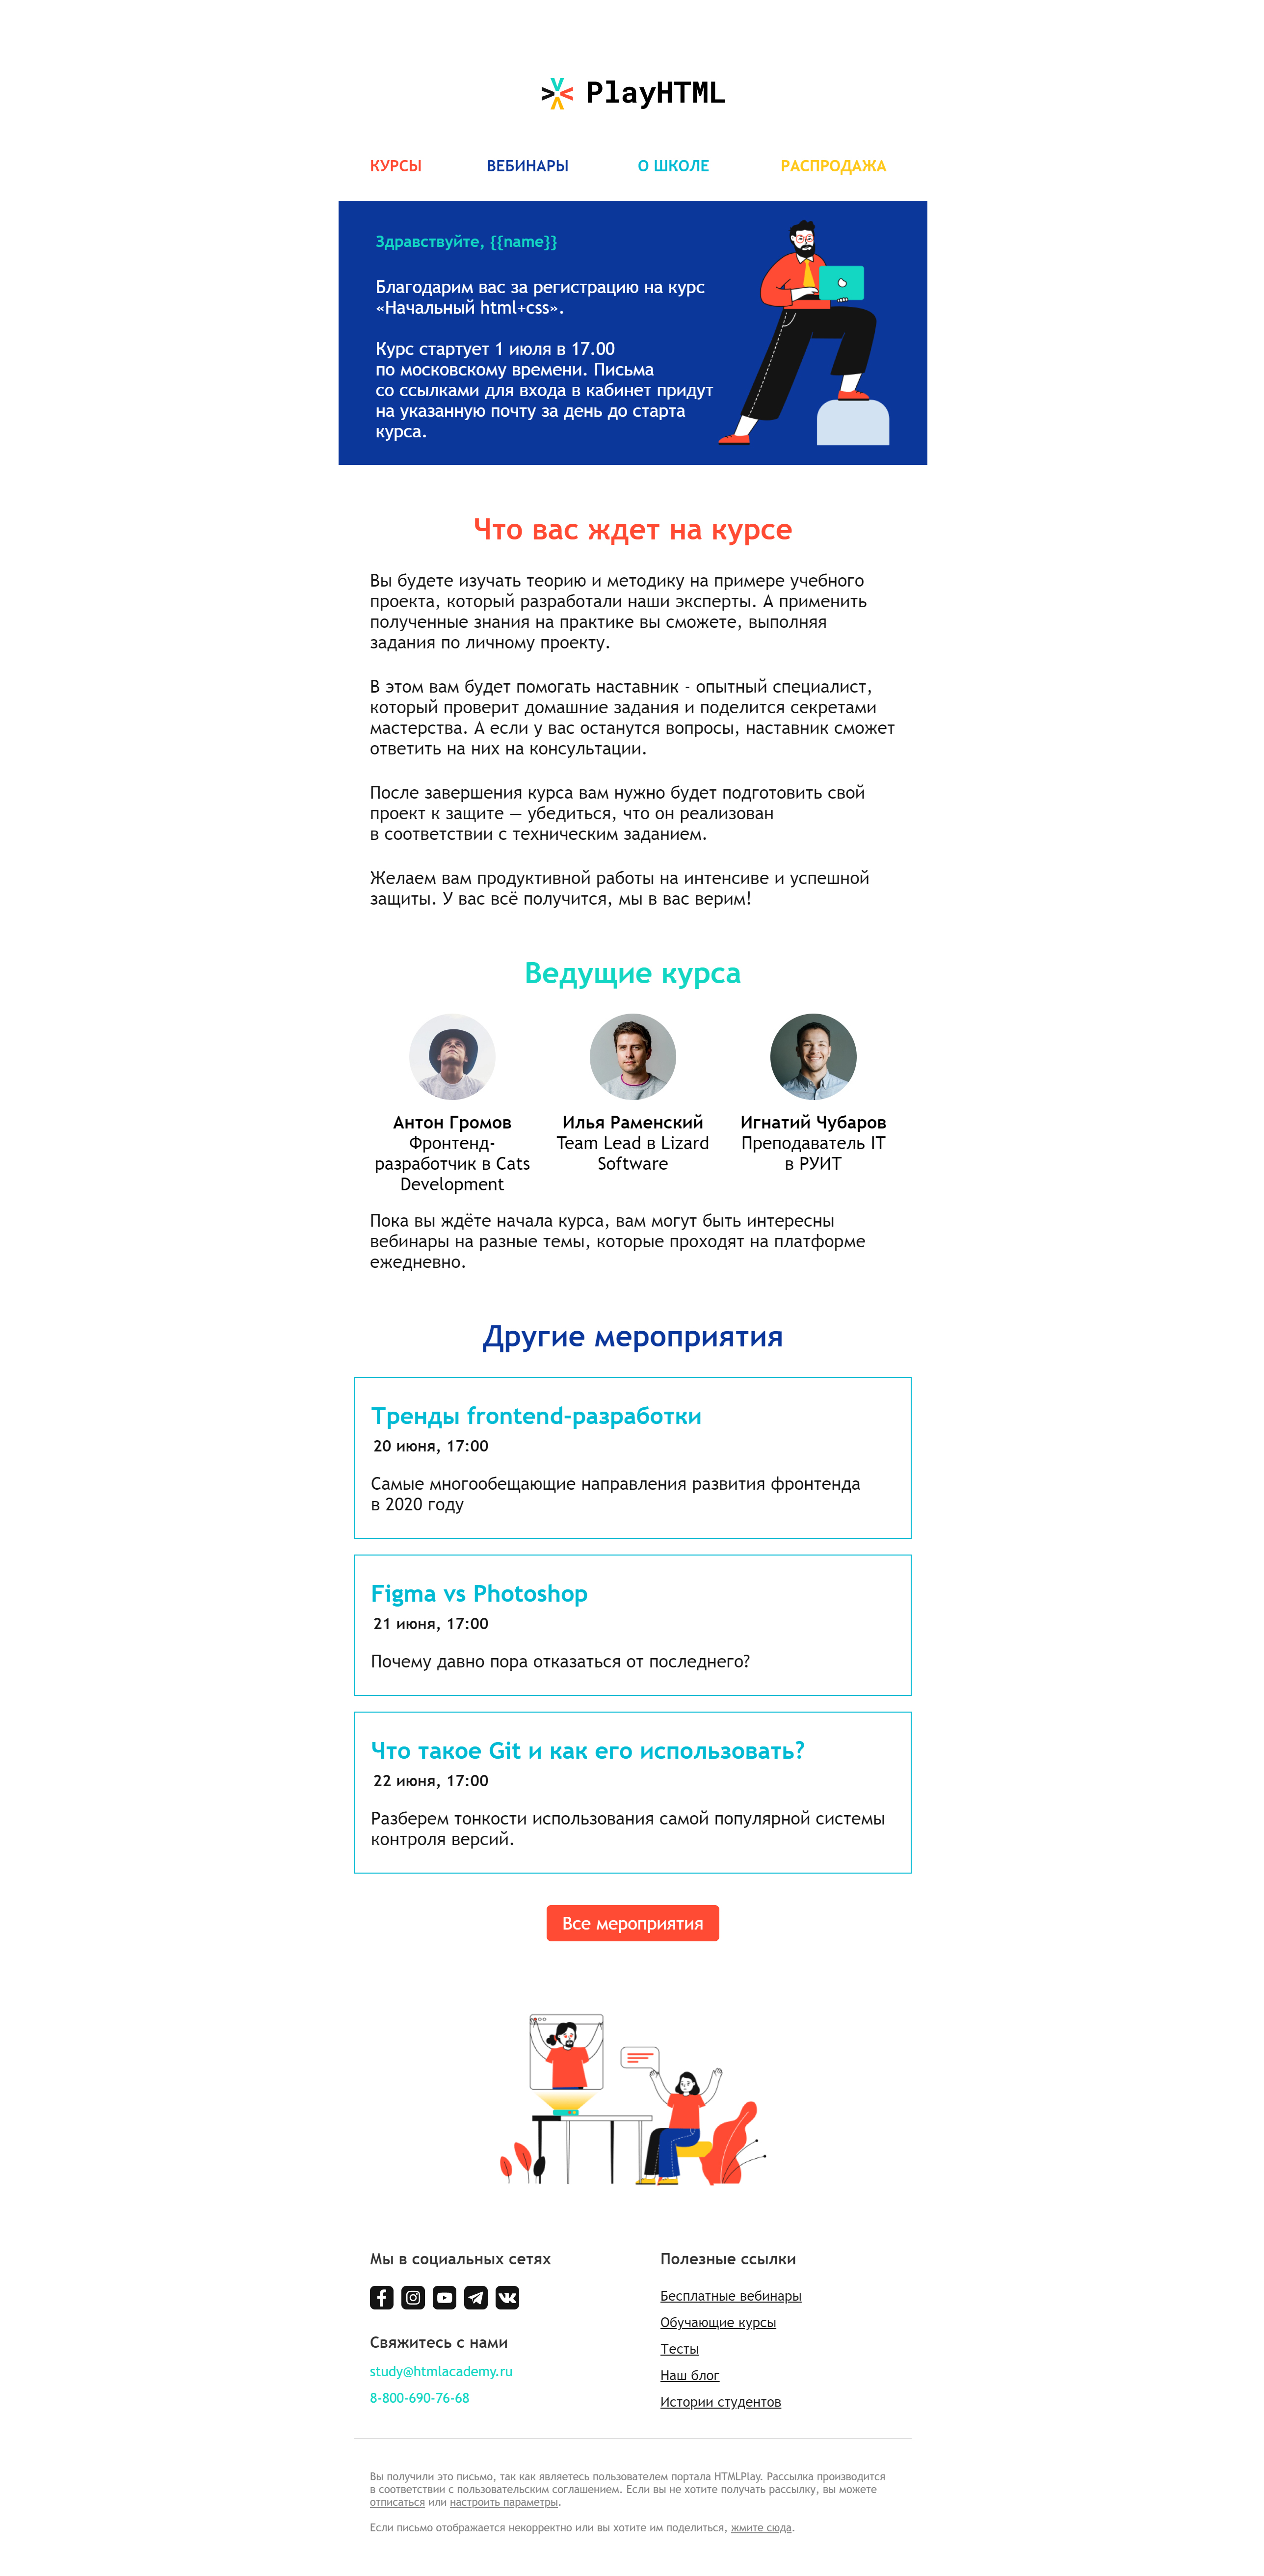 PlayHTML
КУРСЫ ВЕБИНАРЫ О ШКОЛЕ РАСПРОДАЖА
Здравствуйте, {{name}}
Благодарим вас за регистрацию на курс
«Начальный html+css».
Курс стартует 1 июля в 17.00
по московскому времени. Письма
со ссылками для входа в кабинет придут
на указанную почту за день до старта
курса.
Что вас ждет на курсе
Вы будете изучать теорию и методику на примере учебного
проекта, который разработали наши эксперты. А применить
полученные знания на практике вы сможете, выполняя
задания по личному проекту.
В этом вам будет помогать наставник - опытный специалист,
который проверит домашние задания и поделится секретами
мастерства. А если у вас останутся вопросы, наставник сможет
ответить на них на консультации.
После завершения курса вам нужно будет подготовить свой
проект к защите — убедиться, что он реализован
в соответствии с техническим заданием.
Желаем вам продуктивной работы на интенсиве и успешной
защиты. У вас всё получится, мы в вас верим!
Ведущие курса
Антон Громов
Фронтенд-
разработчик в Cats
Development
Илья Раменский
Team Lead в Lizard
Software
Игнатий Чубаров
Преподаватель IT
в РУИТ
Пока вы ждёте начала курса, вам могут быть интересны
вебинары на разные темы, которые проходят на платформе
ежедневно.
Другие мероприятия
Тренды frontend-разработки
20 июня, 17:00
Самые многообещающие направления развития фронтенда
в 2020 году
Figma vs Photoshop
21 июня, 17:00
Почему давно пора отказаться от последнего?
Что такое Git и как его использовать?
22 июня, 17:00
Разберем тонкости использования самой популярной системы
контроля версий.
Все мероприятия
Мы в социальных сетях
Свяжитесь с нами
study@htmlacademy.ru
8-800-690-76-68
Полезные ссылки
Бесплатные вебинары
Обучающие курсы
Тесты
Наш блог
Истории студентов
Вы получили это письмо, так как являетесь пользователем портала HTMLPlay. Рассылка производится
в соответствии с пользовательским соглашением. Если вы не хотите получать рассылку, вы можете
отписаться или настроить параметры.
Если письмо отображается некорректно или вы хотите им поделиться, жмите сюда.